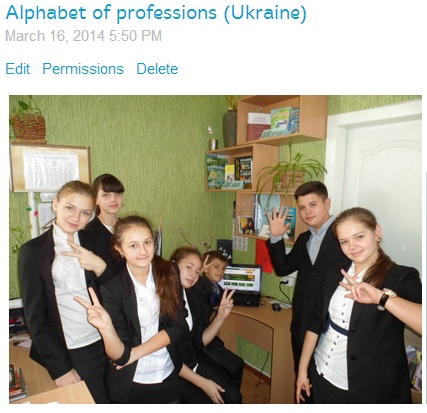 Alphabet of professions (Ukraine)
March 16, 2014 5:50 PM
Edit Permissions Delete